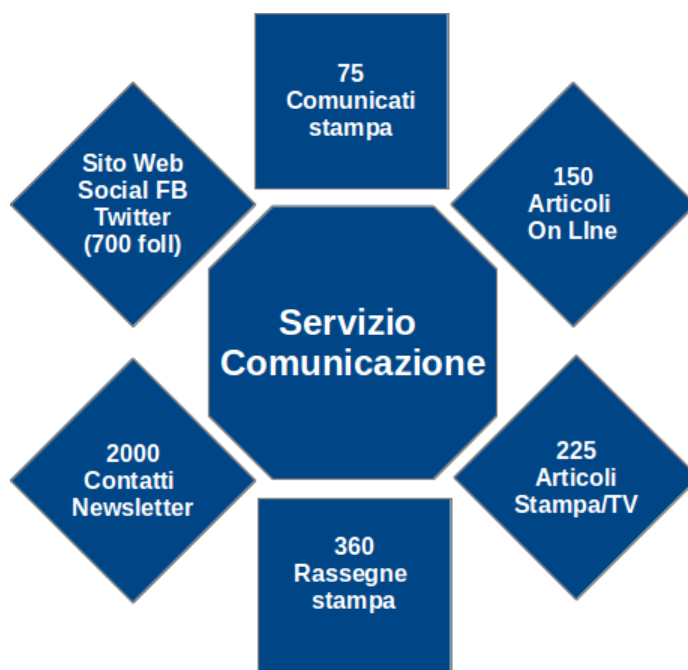 75
Comunicati
stampa
Sito Web
Social FB
Twitter
(700 foll)
150
Articoli
On LIne
Servizio
Comunicazione
2000
Contatti
Newsletter
225
Articoli
Stampa/TV
360
Rassegne
stampa